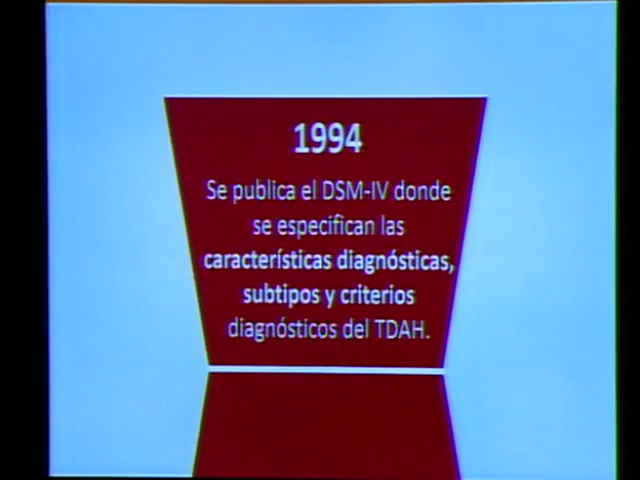 1994
Se publica el DSM-IV donde
se especifican las
características diagnósticas,
subtipos y criterios
diagnósticos del TDAH.